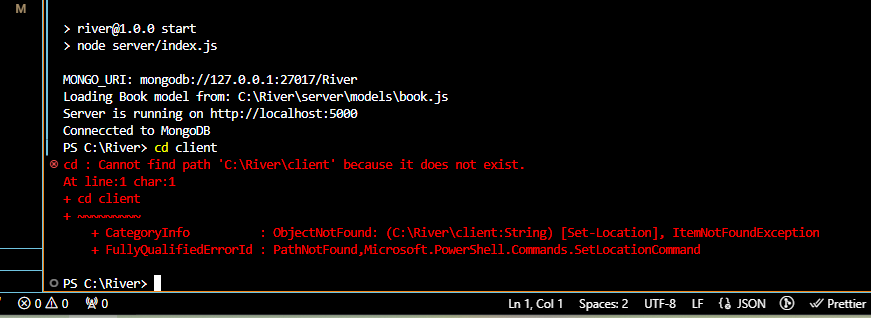 M
> river@1.0.0 start
> node server/index.js
MONGO_URI: mongodb://127.0.0.1:27017/River
Loading Book model from: C:\River\server\models\book.js
Server is running on http://localhost:5000
Conneccted to MongoDB
PS C:\River> cd client
cd : Cannot find path 'C:\River\client' because it does not exist.
At line:1 char:1
+ cd client
+ ~~~~~~~~~
+ CategoryInfo : ObjectNotFound: (C:\River\client:String) [Set-Location], ItemNotFoundException
+ FullyQualifiedErrorId : PathNotFound,Microsoft.PowerShell.Commands.SetLocationCommand
PS C:\River>
0 0 0 Ln 1, Col 1 Spaces: 2 UTF-8 LF {} JSON Prettier